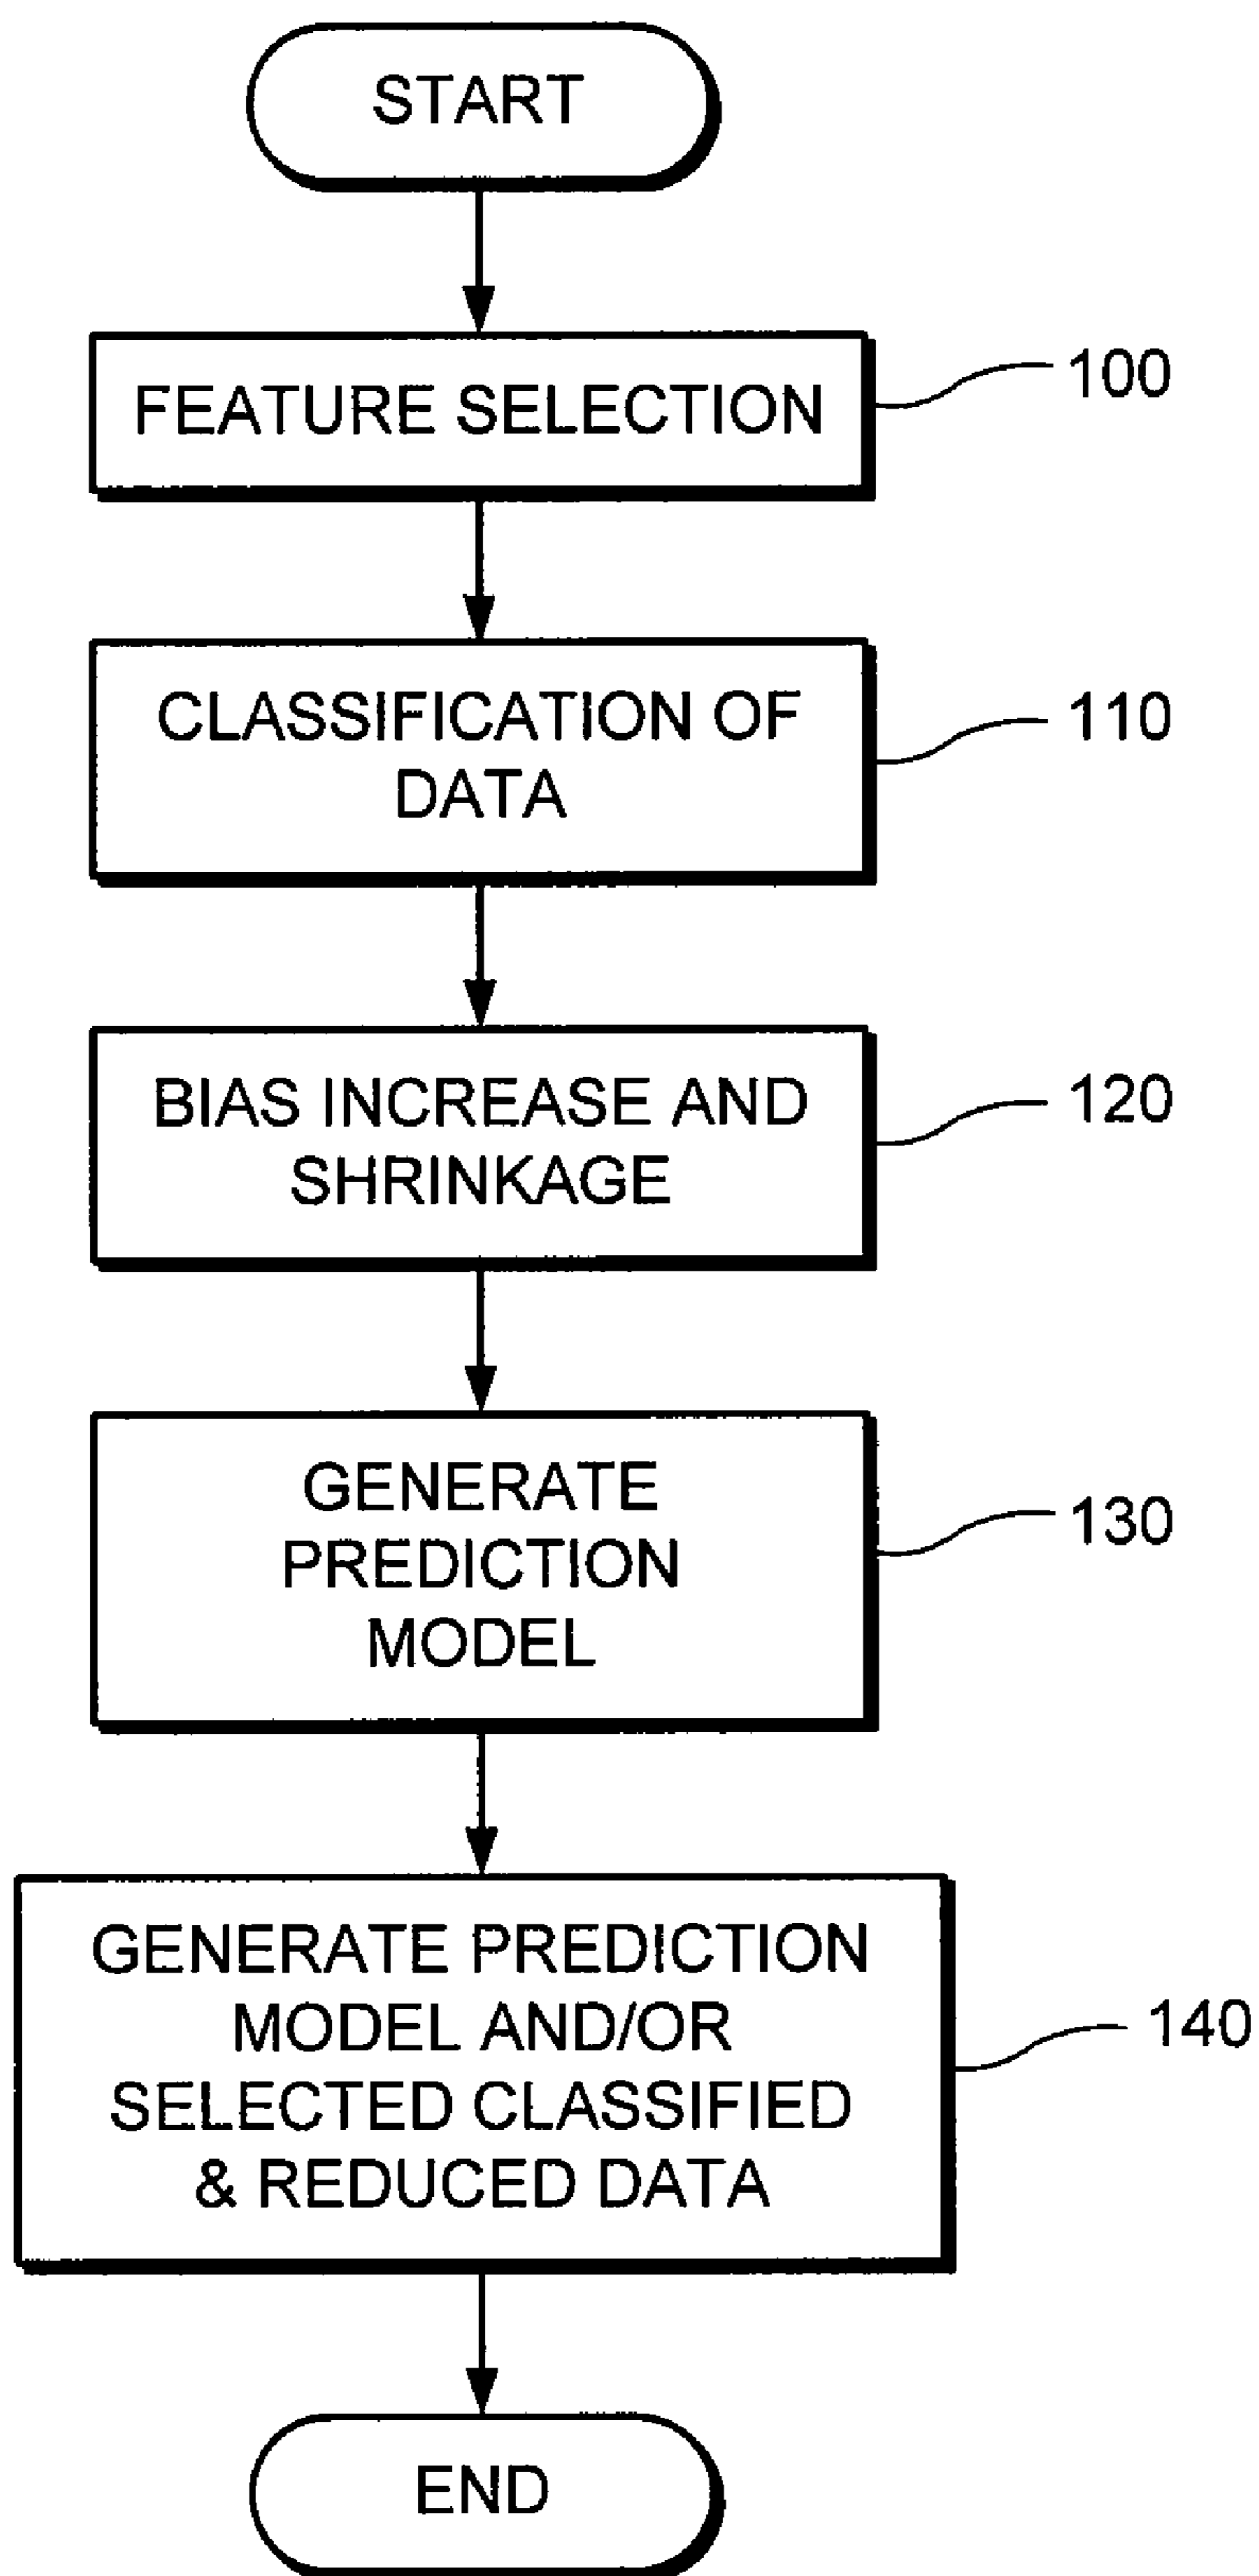 START
FEATURE SELECTION
100
CLASSIFICATION OF
DATA
110
BIAS INCREASE AND
SHRINKAGE
120
GENERATE
PREDICTION
MODEL
130
GENERATE PREDICTION
MODEL AND/OR
SELECTED CLASSIFIED
& REDUCED DATA
140
END